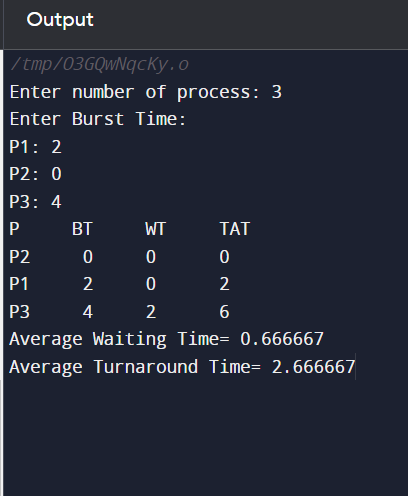 Output
/tmp/O3GQwNqcKy.o
Enter number of process: 3
Enter Burst Time:
P1: 2
P2: 0
P3: 4
P BT WT TAT
P2 0 0 0
P1 2 0 2
P3 4 2 6
Average Waiting Time= 0.666667
Average Turnaround Time= 2.666667